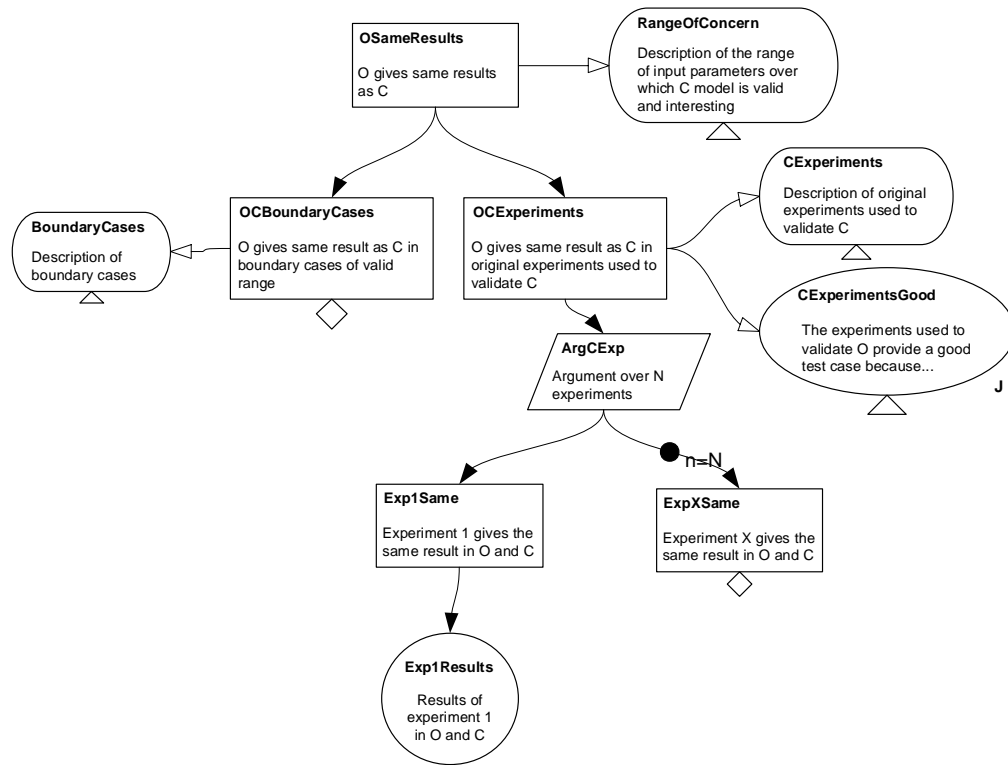 OSameResults
O gives same results
as C
RangeOfConcern
Description of the range
of input parameters over
which C model is valid
and interesting
BoundaryCases
Description of
boundary cases
OCBoundaryCases
O gives same result as C in
boundary cases of valid
range
OCExperiments
O gives same result as C in
original experiments used to
validate C
CExperiments
Description of original
experiments used to
validate C
CExperimentsGood
The experiments used to
validate O provide a good
test case because...
J
ArgCExp
Argument over N
experiments
n=N
Exp1Same
Experiment 1 gives the
same result in O and C
ExpXSame
Experiment X gives the
same result in O and C
Exp1Results
Results of
experiment 1
in O and C